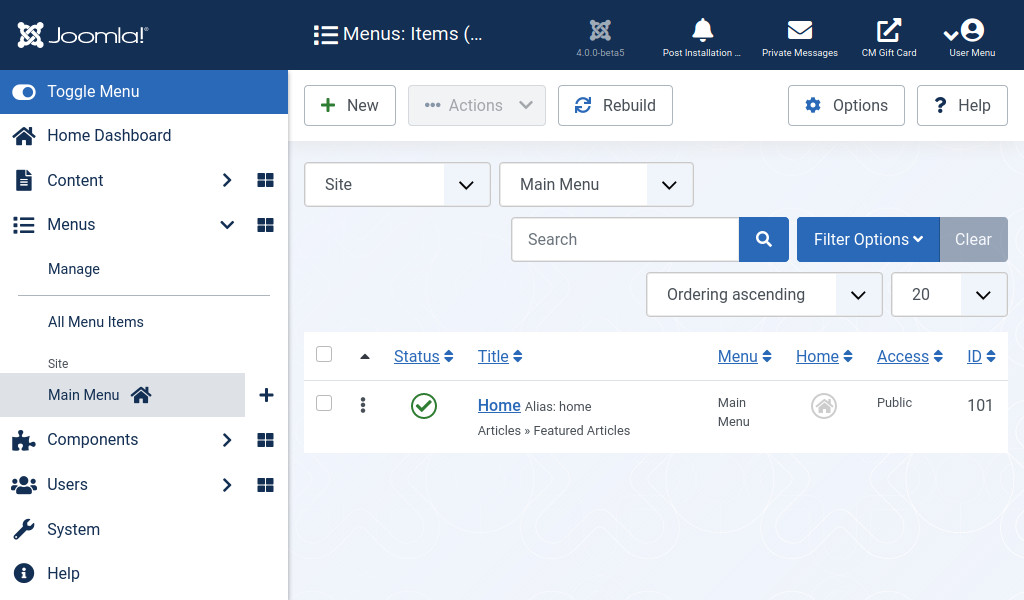 Joomla!
Menus: Items (...
4.0.0-beta5
Post Installation ...
Private Messages
CM Gift Card
User Menu
Toggle Menu
Home Dashboard
Content
Menus
Manage
All Menu Items
Site
Main Menu
Components
Users
System
Help
New
Actions
Rebuild
Options
Help
Site
Main Menu
Search
Filter Options
Clear
Ordering ascending
20
Status Title Menu Home Access ID
Home Alias: home
Articles » Featured Articles
Main
Menu
Public
101